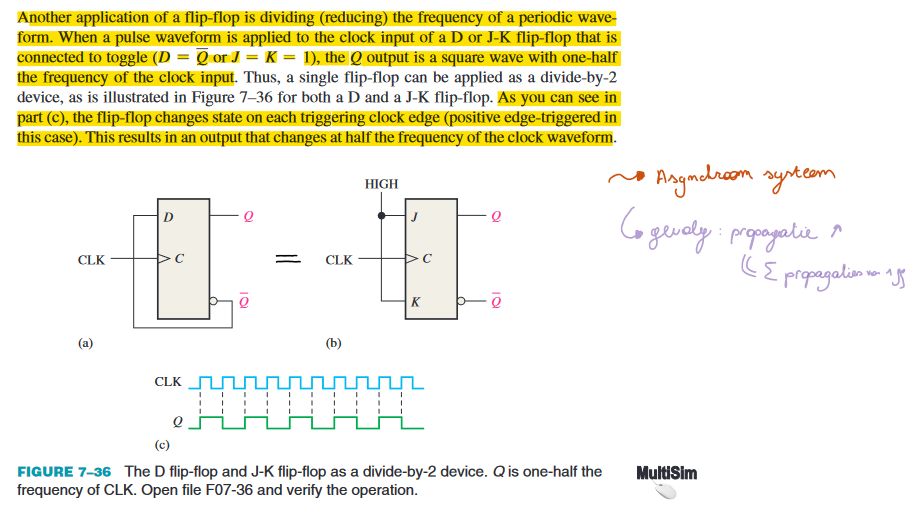 Another application of a flip-flop is dividing (reducing) the frequency of a periodic wave-
form. When a pulse waveform is applied to the clock input of a D or J-K flip-flop that is
connected to toggle (D = Q̅ or J = K = 1), the Q output is a square wave with one-half
the frequency of the clock input. Thus, a single flip-flop can be applied as a divide-by-2
device, as is illustrated in Figure 7–36 for both a D and a J-K flip-flop. As you can see in
part (c), the flip-flop changes state on each triggering clock edge (positive edge-triggered in
this case). This results in an output that changes at half the frequency of the clock waveform.
Asynchroom systeem
: propagatie ↑
Σ propagaties 1 ff
HIGH
D
Q
J
Q
CLK
C
=
CLK
C
Q̅
K
Q̅
(a)
(b)
CLK
Q
(c)
FIGURE 7–36 The D flip-flop and J-K flip-flop as a divide-by-2 device. Q is one-half the
frequency of CLK. Open file F07-36 and verify the operation.
MultiSim